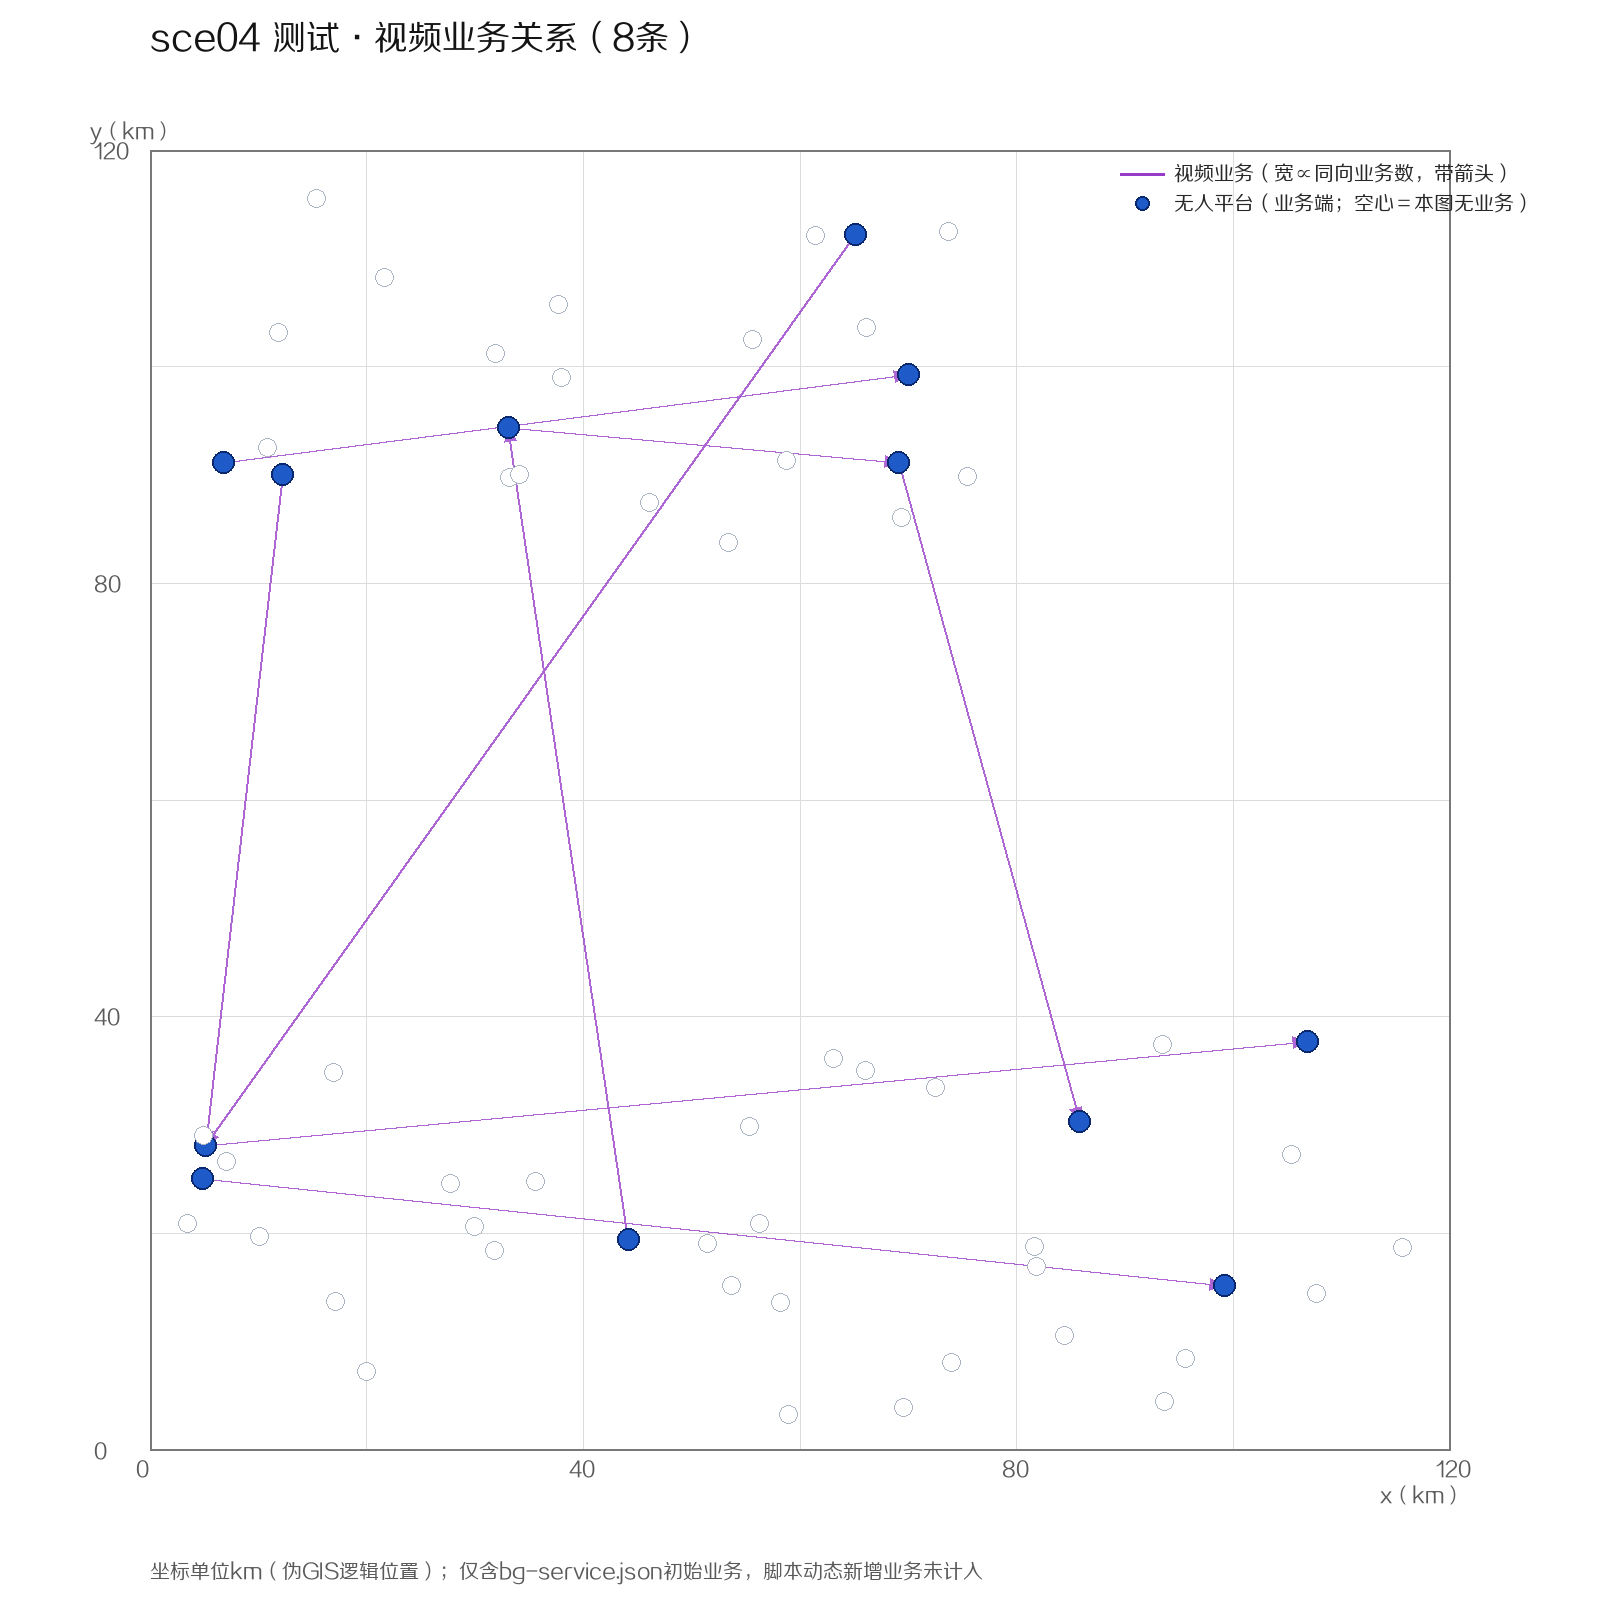 sce04 测试·视频业务关系（8条）
y（km）
120
视频业务（宽∝同向业务数，带箭头）
无人平台（业务端；空心＝本图无业务）
80
40
0
0 40 80 120
x（km）
坐标单位km（伪GIS逻辑位置）；仅含bg-service.json初始业务，脚本动态新增业务未计入